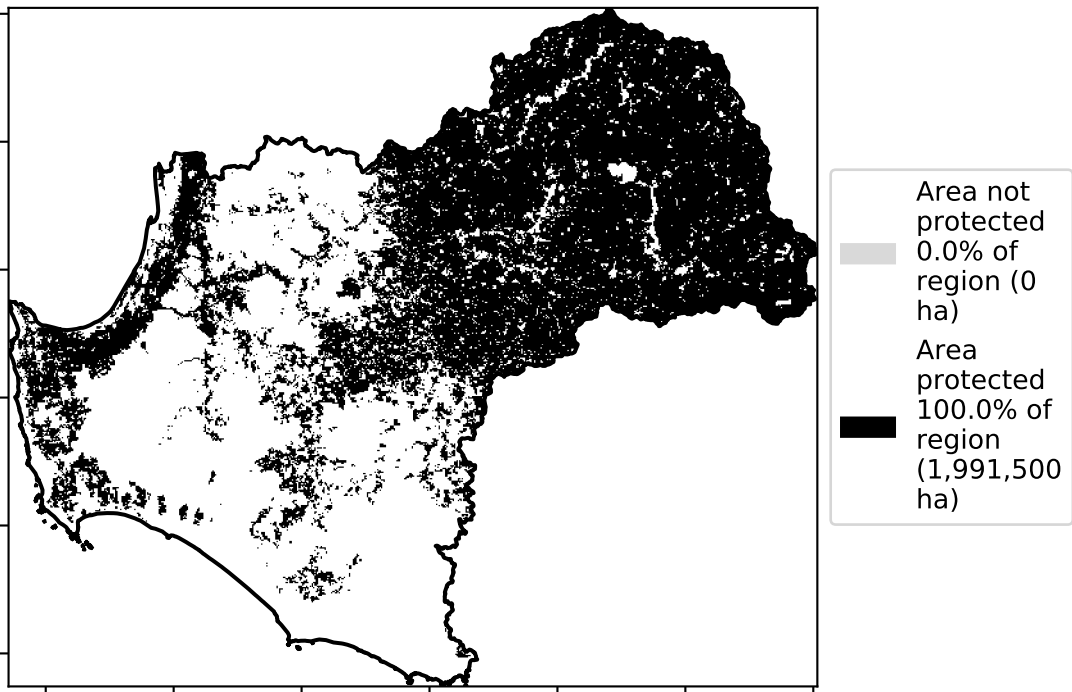 Area not
protected
0.0% of
region (0
ha)
Area
protected
100.0% of
region
(1,991,500
ha)